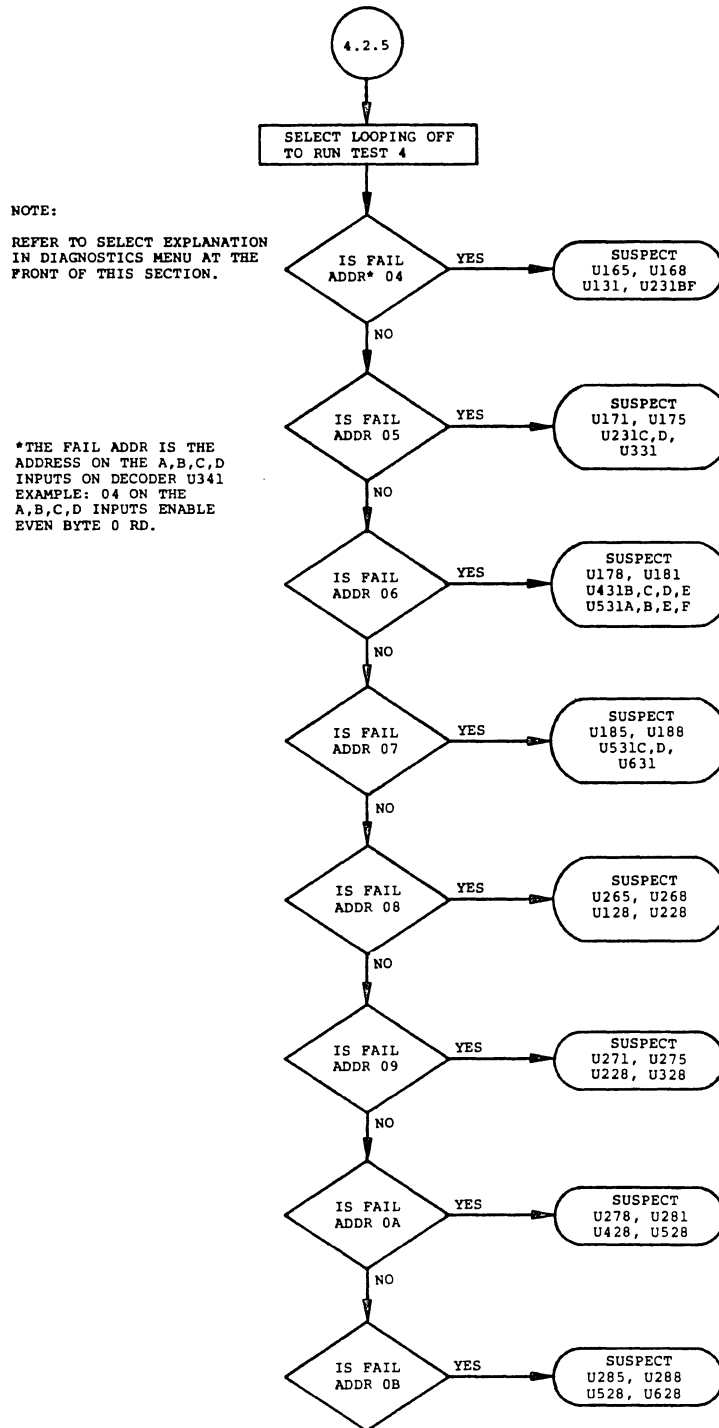 4.2.5
SELECT LOOPING OFF
TO RUN TEST 4
NOTE:
REFER TO SELECT EXPLANATION
IN DIAGNOSTICS MENU AT THE
FRONT OF THIS SECTION.
IS FAIL
ADDR* 04
YES
SUSPECT
U165, U168
U131, U231BF
NO
*THE FAIL ADDR IS THE
ADDRESS ON THE A,B,C,D
INPUTS ON DECODER U341
EXAMPLE: 04 ON THE
A,B,C,D INPUTS ENABLE
EVEN BYTE 0 RD.
IS FAIL
ADDR 05
YES
SUSPECT
U171, U175
U231C,D,
U331
NO
IS FAIL
ADDR 06
YES
SUSPECT
U178, U181
U431B,C,D,E
U531A,B,E,F
NO
IS FAIL
ADDR 07
YES
SUSPECT
U185, U188
U531C,D,
U631
NO
IS FAIL
ADDR 08
YES
SUSPECT
U265, U268
U128, U228
NO
IS FAIL
ADDR 09
YES
SUSPECT
U271, U275
U228, U328
NO
IS FAIL
ADDR 0A
YES
SUSPECT
U278, U281
U428, U528
NO
IS FAIL
ADDR 0B
YES
SUSPECT
U285, U288
U528, U628